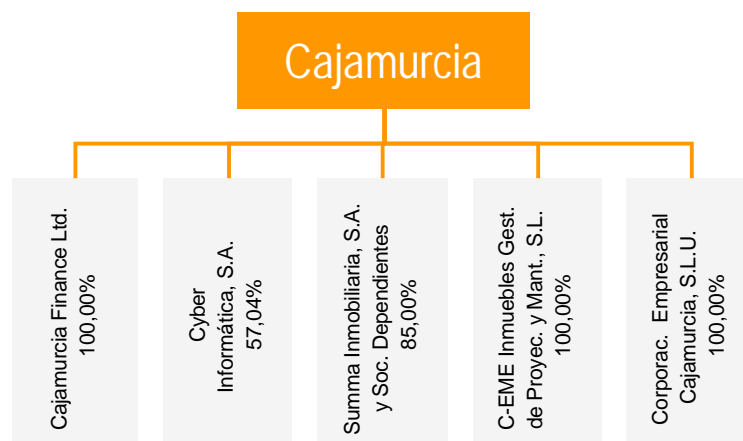 Cajamurcia
Cajamurcia Finance Ltd.
100,00%
Cyber
Informática, S.A.
57,04%
Summa Inmobiliaria, S.A.
y Soc. Dependientes
85,00%
C-EME Inmuebles Gest.
de Proyec. y Mant., S.L.
100,00%
Corporac. Empresarial
Cajamurcia, S.L.U.
100,00%